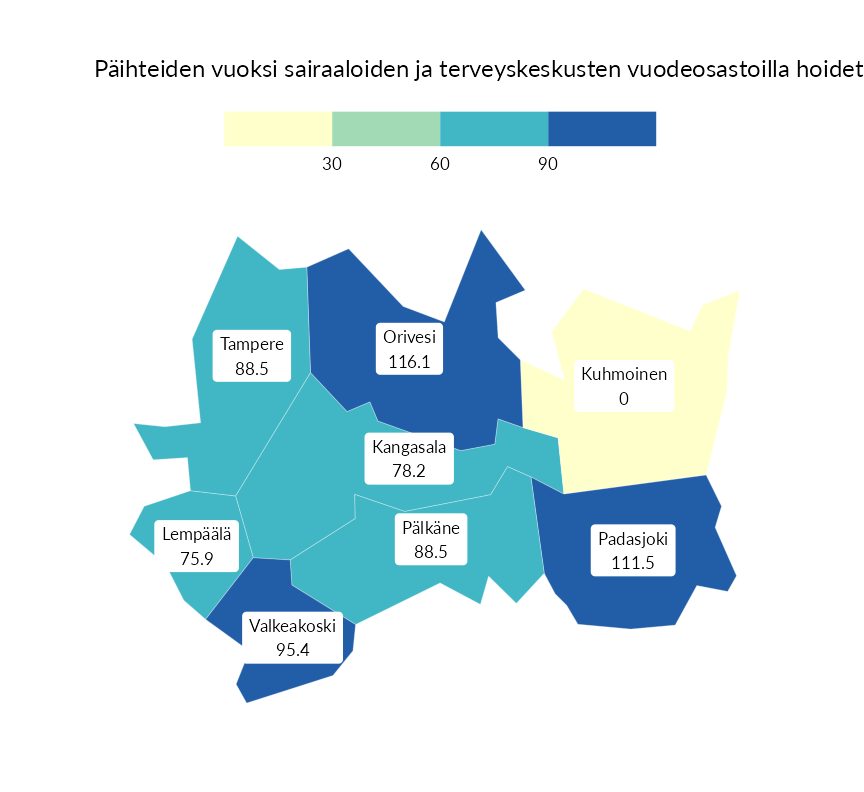 Päihteiden vuoksi sairaaloiden ja terveyskeskusten vuodeosastoilla hoidet
30 60 90
Tampere
88.5
Orivesi
116.1
Kuhmoinen
0
Kangasala
78.2
Lempäälä
75.9
Pälkäne
88.5
Padasjoki
111.5
Valkeakoski
95.4